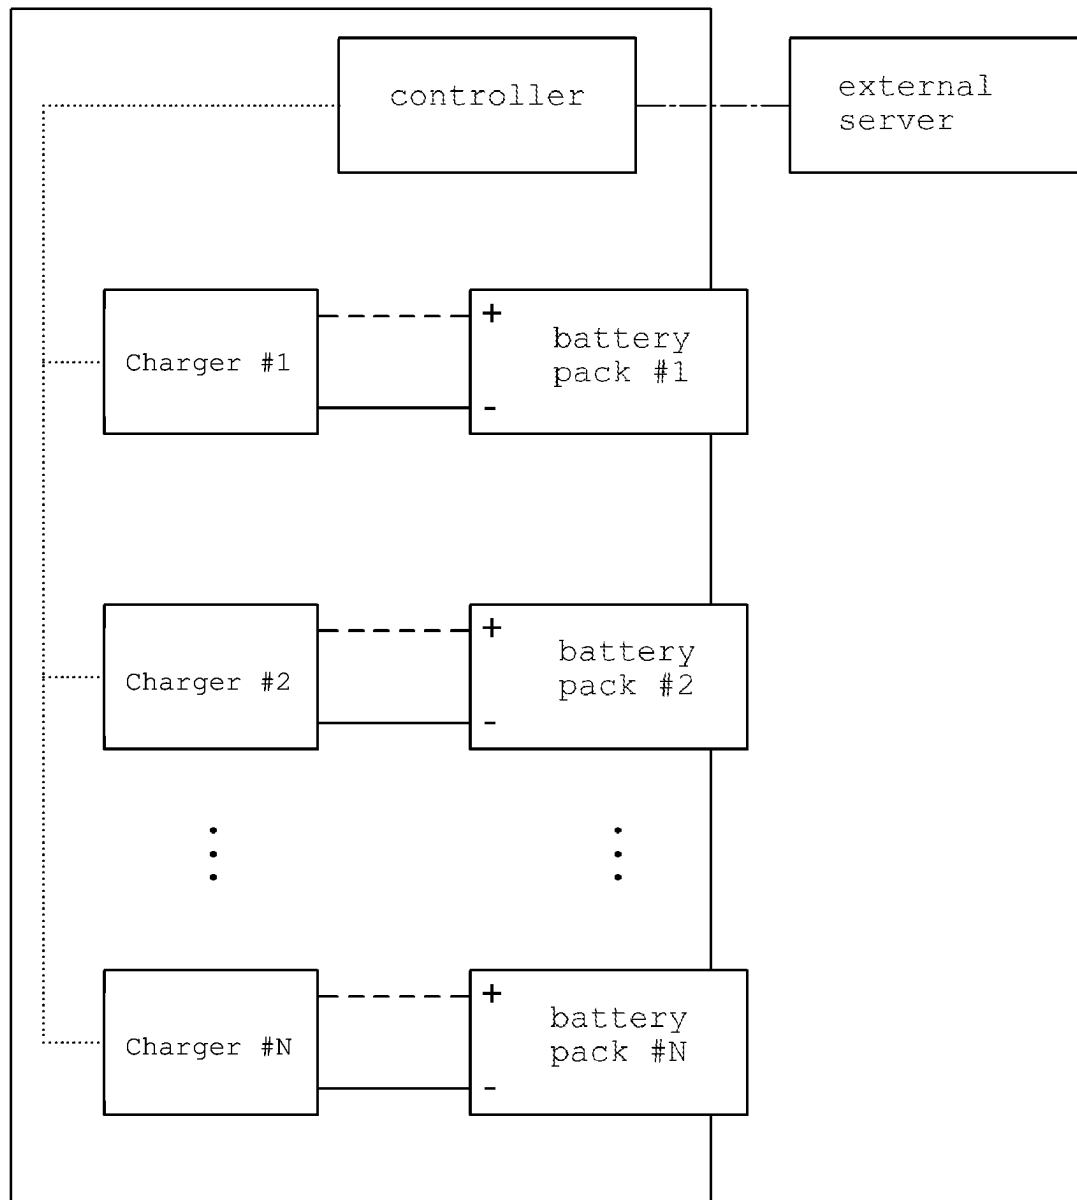 controller
external
server
+
battery
Charger #1
pack #1
-
+
battery
Charger #2
pack #2
-
+
battery
Charger #N
pack #N
-